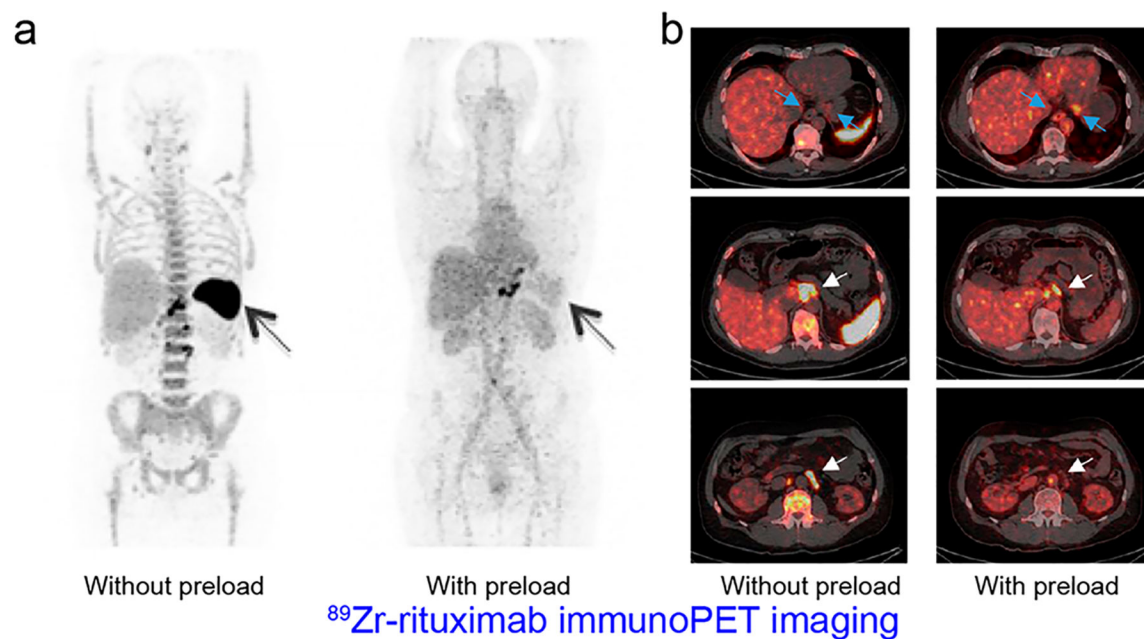 a
b
Without preload
With preload
Without preload
With preload
⁸⁹Zr-rituximab immunoPET imaging